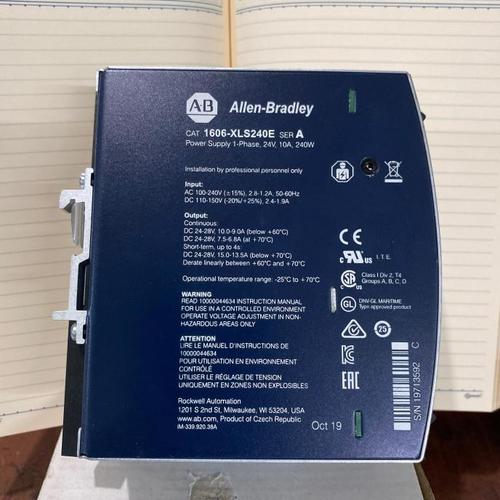 AB Allen-Bradley
CAT 1606-XLS240E SER A
Power Supply 1-Phase, 24V, 10A, 240W
Installation by professional personnel only
Input:
AC 100-240V (±15%), 2.8-1.2A, 50-60Hz
DC 110-150V (-20%/+25%), 2.4-1.9A
Output:
Continuous:
DC 24-28V, 10.0-9.0A (below +60°C)
DC 24-28V, 7.5-6.8A (at +70°C)
Short-term, up to 4s:
DC 24-28V, 15.0-13.5A (below +70°C)
Derate linearly between +60°C and +70°C
Operational temperature range: -25°C to +70°C
WARNING
READ 10000044634 INSTRUCTION MANUAL
FOR USE IN A CONTROLLED ENVIRONMENT
OPERATE VOLTAGE ADJUSTMENT IN NON-
HAZARDOUS AREAS ONLY
ATTENTION
LIRE LE MANUEL D'INSTRUCTIONS DE
10000044634
POUR UTILISATION EN ENVIRONNEMENT
CONTRÔLÉ
UTILISER LE RÉGLAGE DE TENSION
UNIQUEMENT EN ZONES NON EXPLOSIBLES
Rockwell Automation
1201 S 2nd St, Milwaukee, WI 53204, USA
www.ab.com, Product of Czech Republic
iM-339.920.38A
Oct 19
CE
c UL us I.T.E.
SA
c us
Class I Div 2, T4
Groups A, B, C, D
GL
DNV-GL MARITIME
Type approved product
25
EAC
S/N 19713592 C